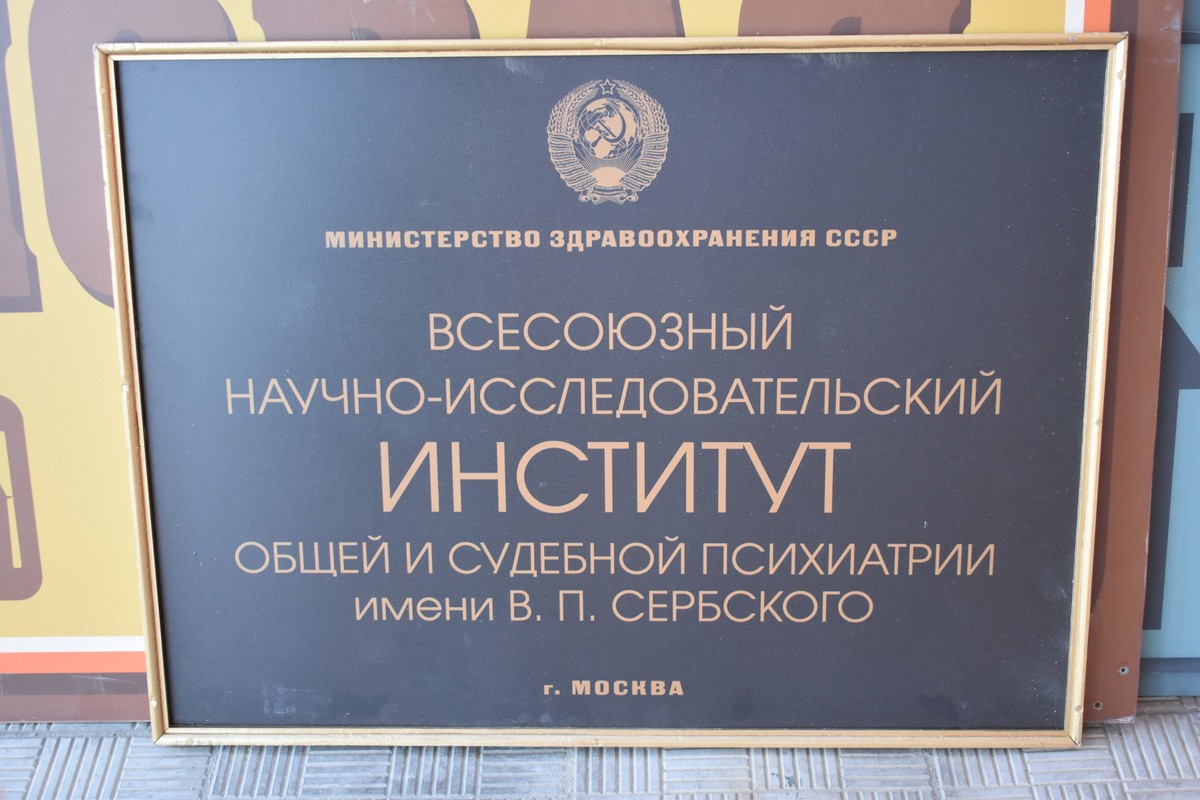 МИНИСТЕРСТВО ЗДРАВООХРАНЕНИЯ СССР
ВСЕСОЮЗНЫЙ
НАУЧНО-ИССЛЕДОВАТЕЛЬСКИЙ
ИНСТИТУТ
ОБЩЕЙ И СУДЕБНОЙ ПСИХИАТРИИ
имени В. П. СЕРБСКОГО
г. МОСКВА